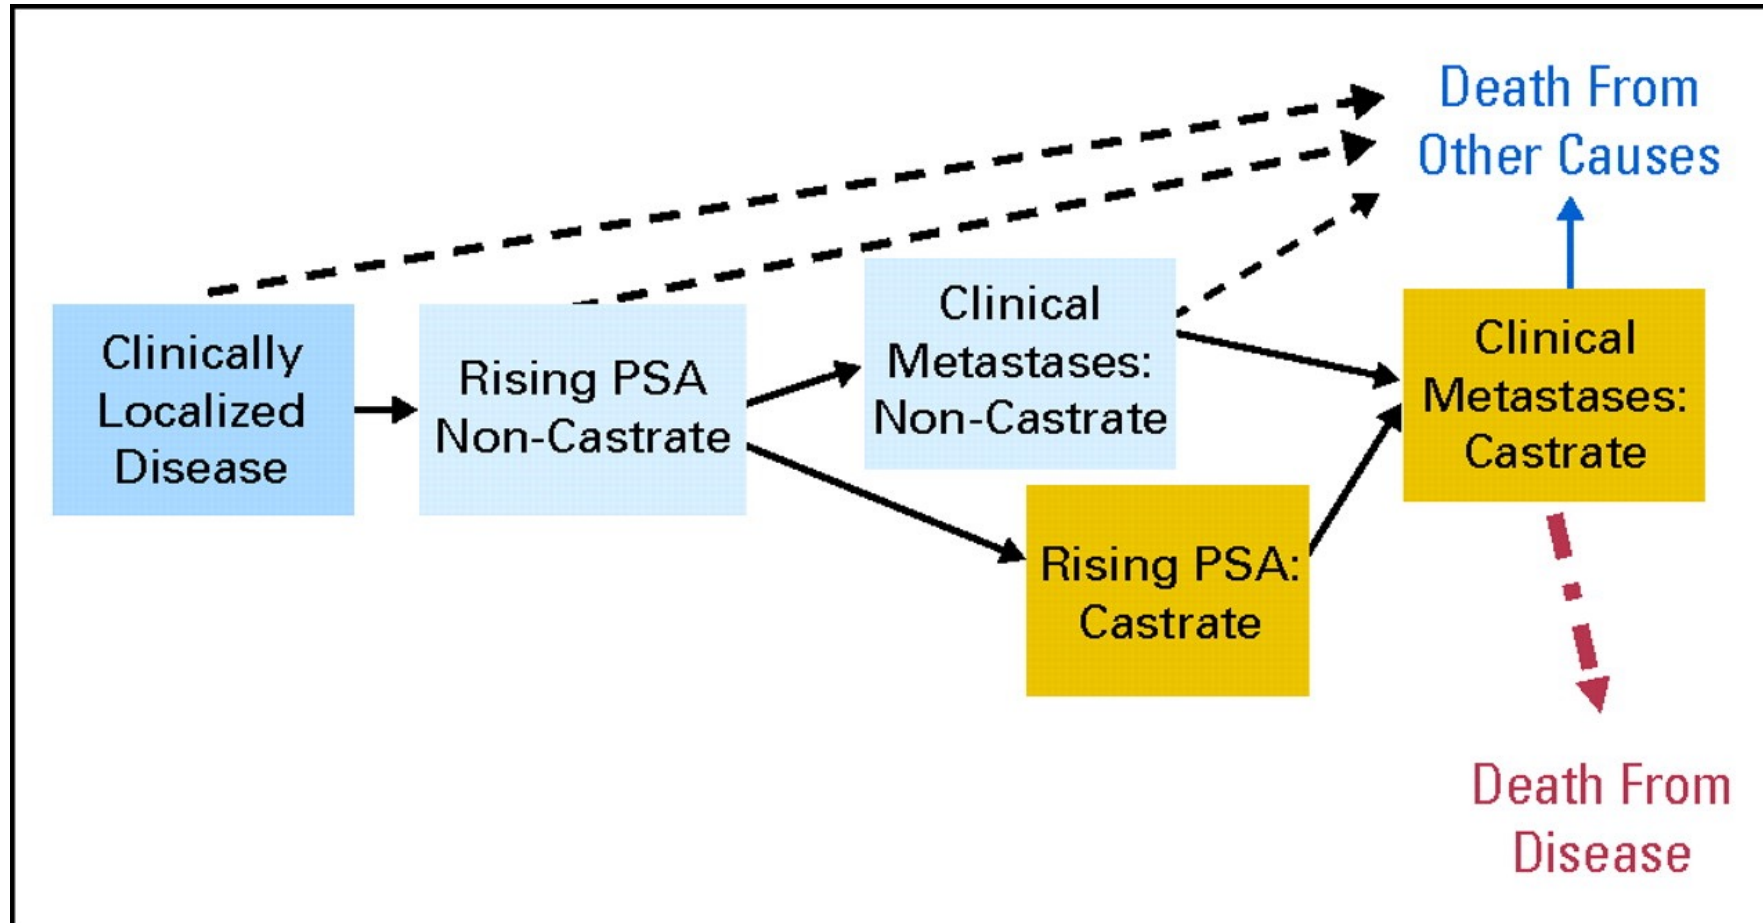 Death From
Other Causes
Clinically
Localized
Disease
Rising PSA
Non-Castrate
Clinical
Metastases:
Non-Castrate
Rising PSA:
Castrate
Clinical
Metastases:
Castrate
Death From
Disease